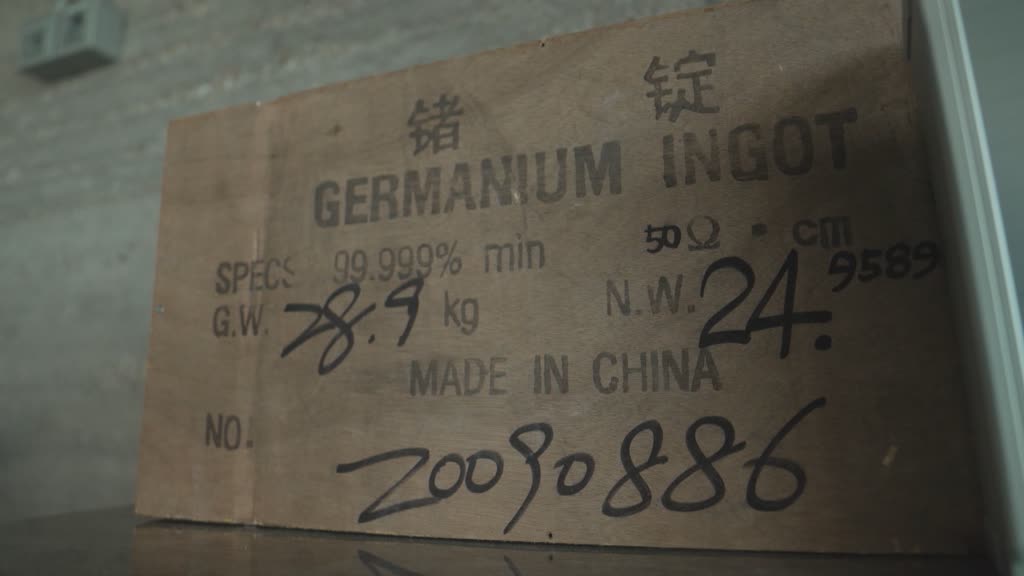 锗 锭
GERMANIUM INGOT
SPECS 99.999% min 50Ω·cm
G.W. 28.9 kg N.W. 24.9589
MADE IN CHINA
NO. 20090886